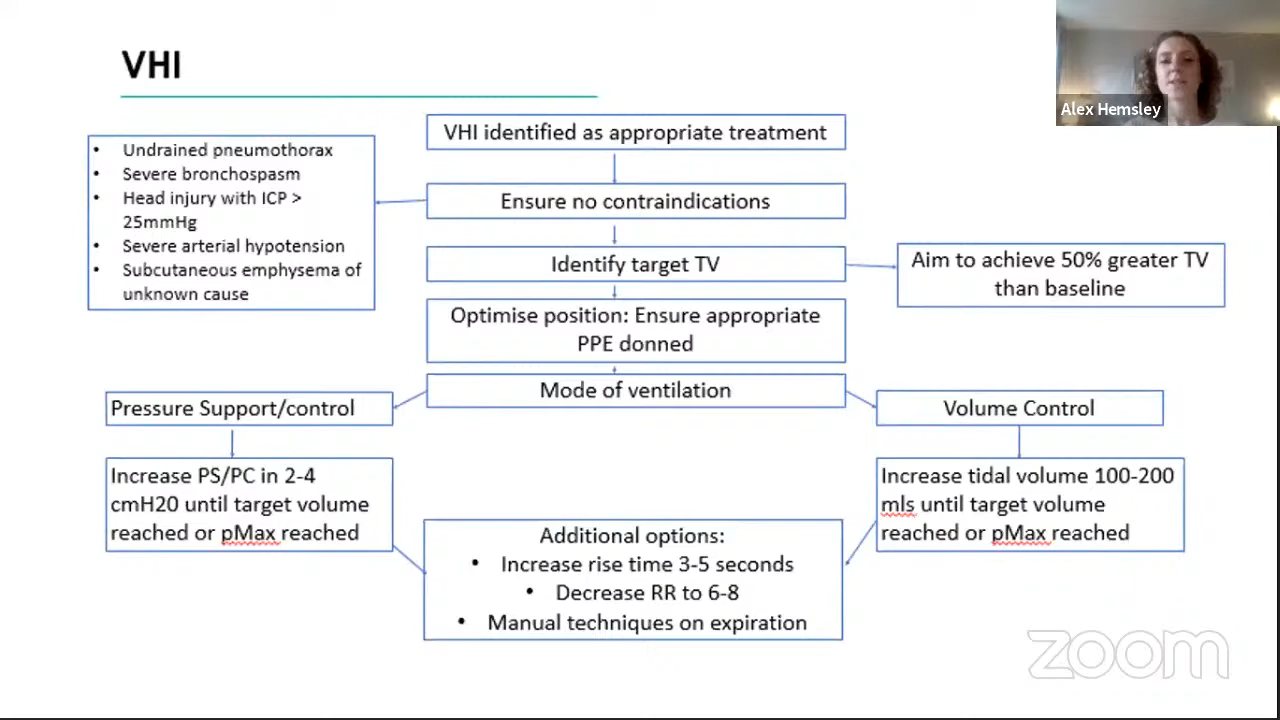 VHI
Alex Hemsley
VHI identified as appropriate treatment
Ensure no contraindications
• Undrained pneumothorax
• Severe bronchospasm
• Head injury with ICP >
25mmHg
• Severe arterial hypotension
• Subcutaneous emphysema of
unknown cause
Identify target TV
Aim to achieve 50% greater TV
than baseline
Optimise position: Ensure appropriate
PPE donned
Mode of ventilation
Pressure Support/control
Increase PS/PC in 2-4
cmH20 until target volume
reached or pMax reached
Volume Control
Increase tidal volume 100-200
mls until target volume
reached or pMax reached
Additional options:
• Increase rise time 3-5 seconds
• Decrease RR to 6-8
• Manual techniques on expiration
zoom